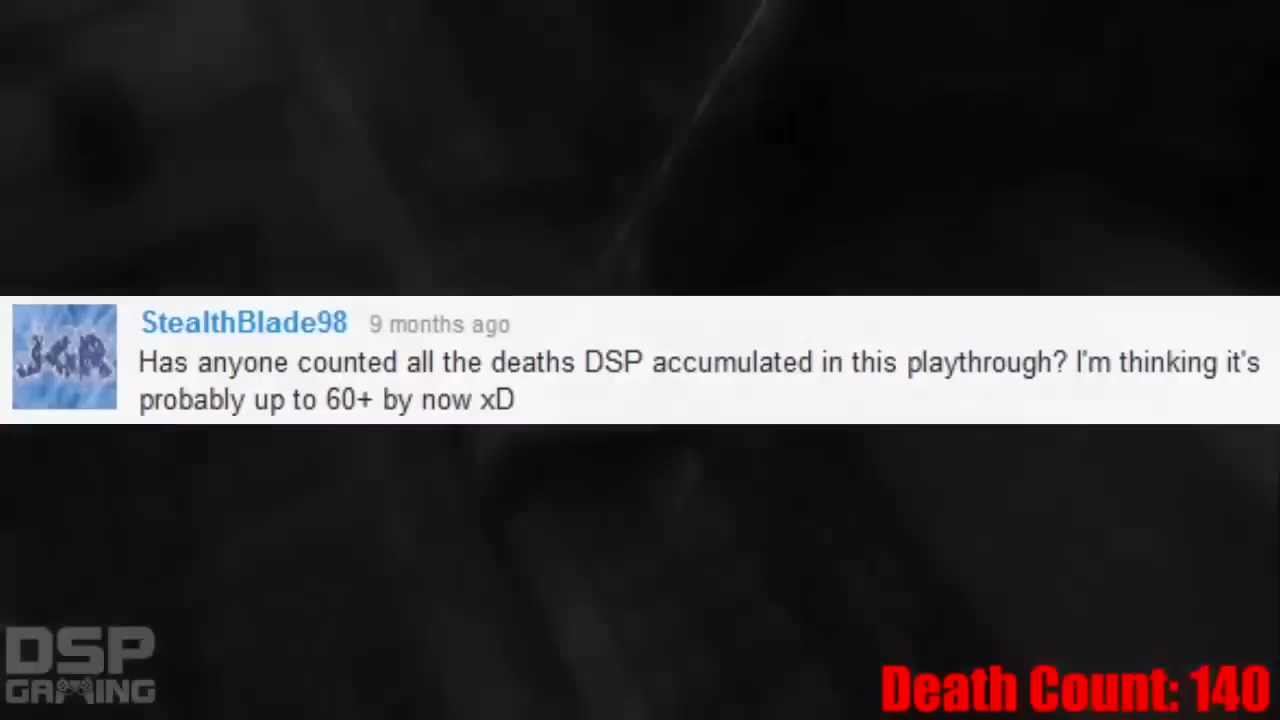 StealthBlade98 9 months ago
Has anyone counted all the deaths DSP accumulated in this playthrough? I'm thinking it's
probably up to 60+ by now xD
DSP
GAMING
Death Count: 140